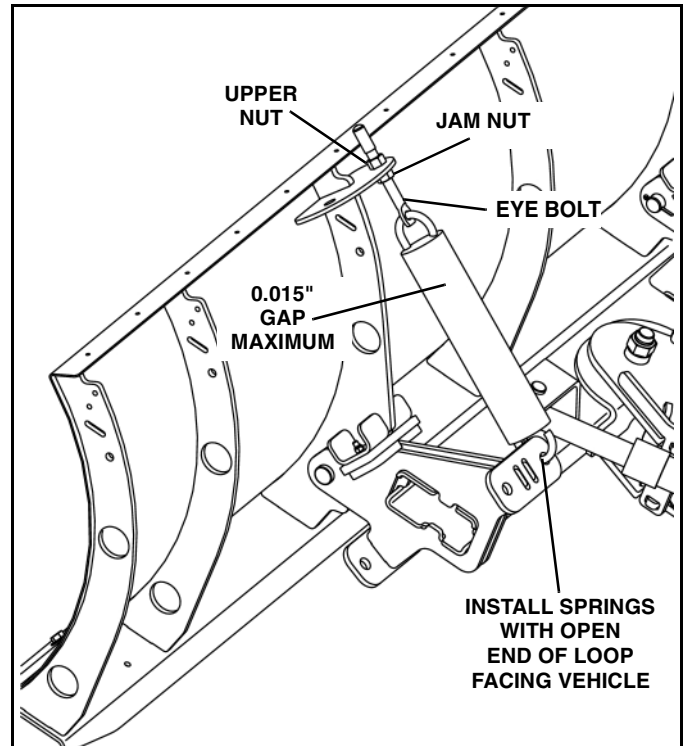 UPPER
NUT
JAM NUT
EYE BOLT
0.015"
GAP
MAXIMUM
INSTALL SPRINGS
WITH OPEN
END OF LOOP
FACING VEHICLE